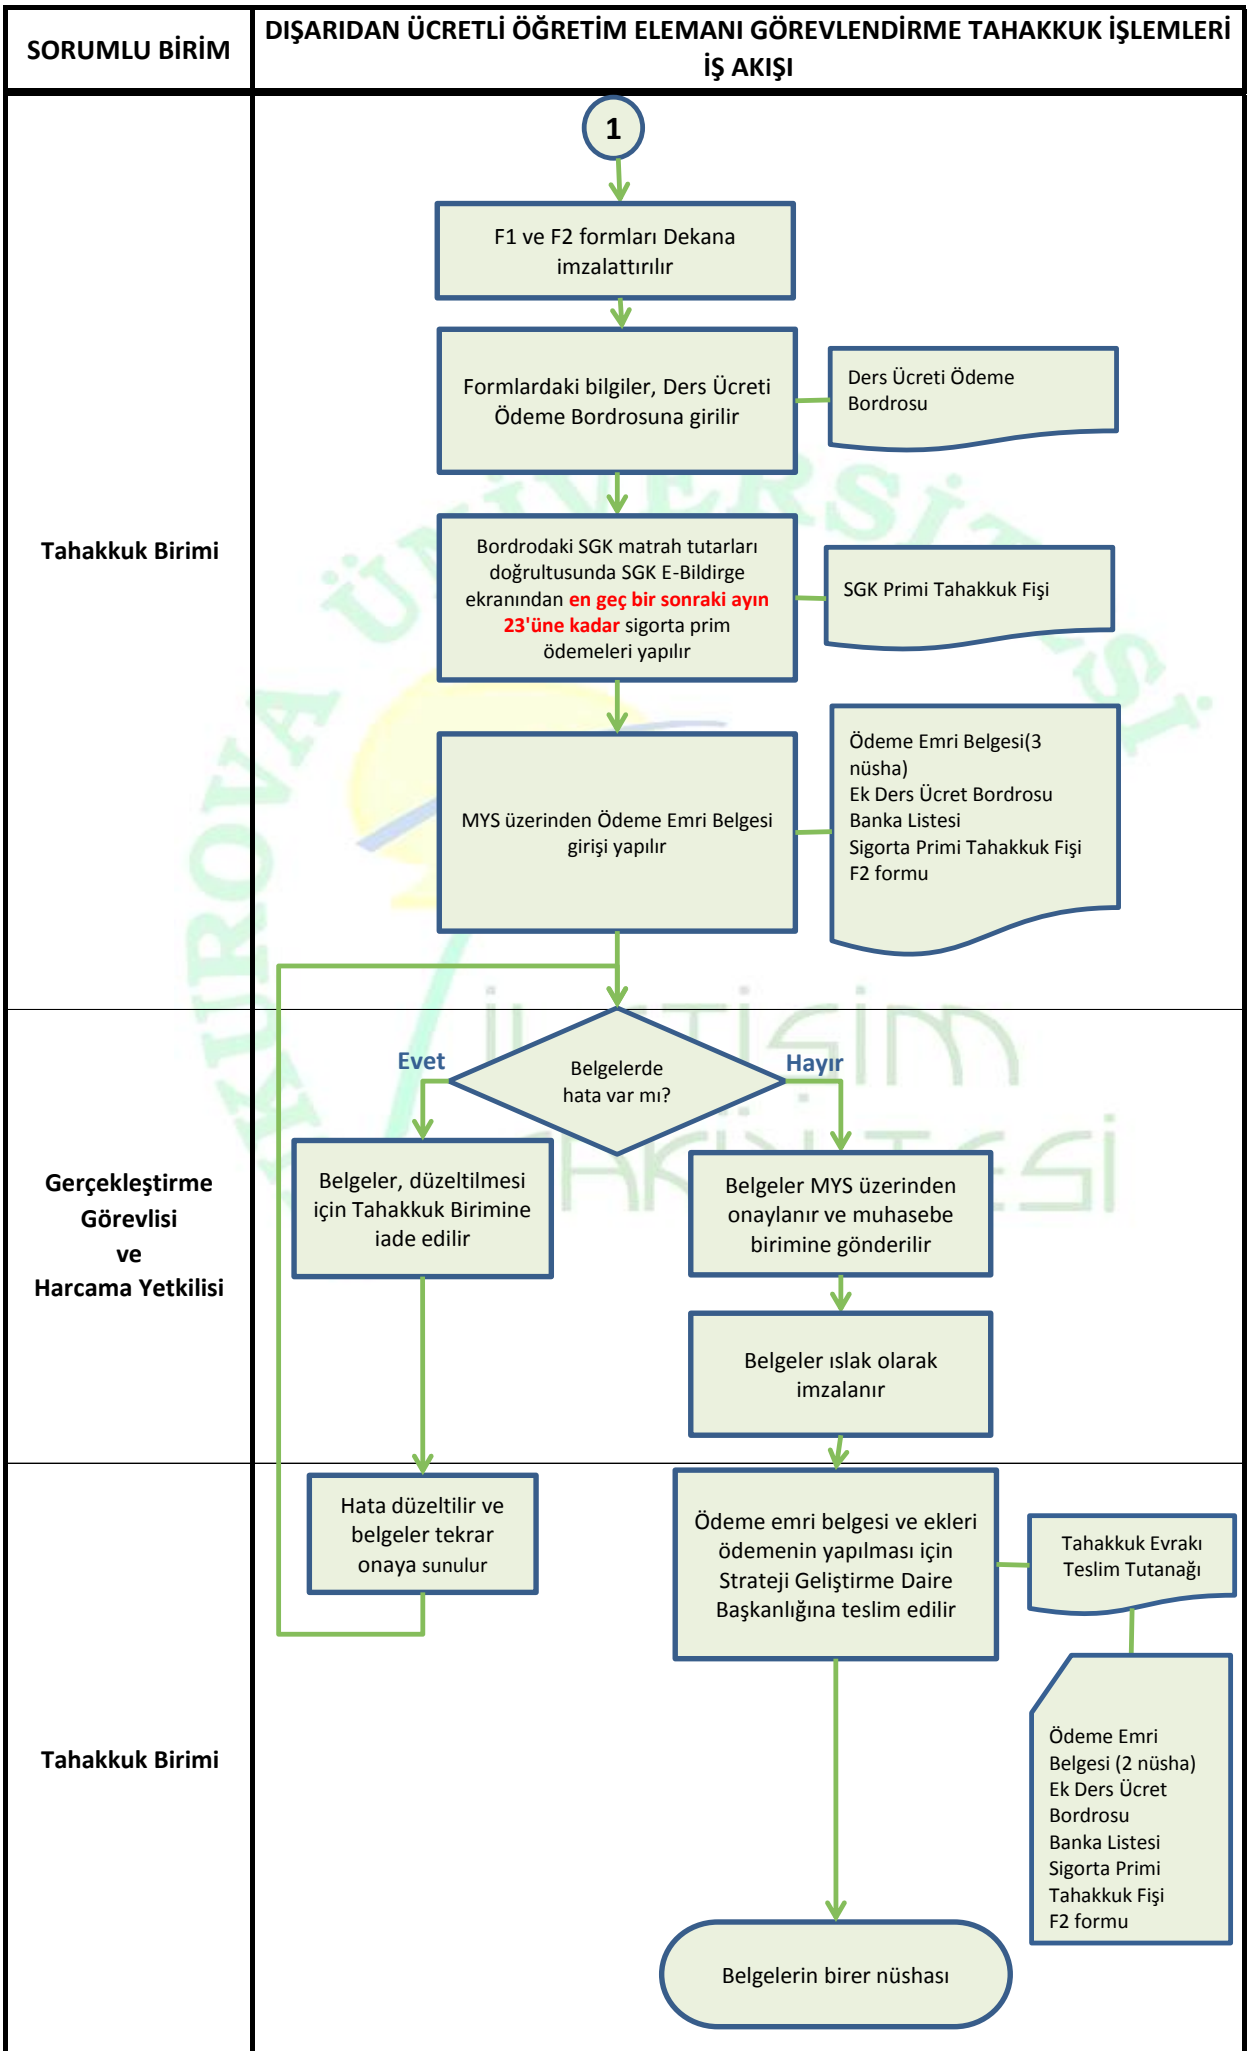 SORUMLU BİRİM
DIŞARIDAN ÜCRETLİ ÖĞRETİM ELEMANI GÖREVLENDİRME TAHAKKUK İŞLEMLERİ
İŞ AKIŞI
1
F1 ve F2 formları Dekana
imzalattırılır
Formlardaki bilgiler, Ders Ücreti
Ödeme Bordrosuna girilir
Ders Ücreti Ödeme
Bordrosu
Tahakkuk Birimi
Bordrodaki SGK matrah tutarları
doğrultusunda SGK E-Bildirge
ekranından en geç bir sonraki ayın
23'üne kadar sigorta prim
ödemeleri yapılır
SGK Primi Tahakkuk Fişi
MYS üzerinden Ödeme Emri Belgesi
girişi yapılır
Ödeme Emri Belgesi(3
nüsha)
Ek Ders Ücret Bordrosu
Banka Listesi
Sigorta Primi Tahakkuk Fişi
F2 formu
Gerçekleştirme
Görevlisi
ve
Harcama Yetkilisi
Belgelerde
hata var mı?
Evet
Hayır
Belgeler, düzeltilmesi
için Tahakkuk Birimine
iade edilir
Belgeler MYS üzerinden
onaylanır ve muhasebe
birimine gönderilir
Belgeler ıslak olarak
imzalanır
Hata düzeltilir ve
belgeler tekrar
onaya sunulur
Ödeme emri belgesi ve ekleri
ödemenin yapılması için
Strateji Geliştirme Daire
Başkanlığına teslim edilir
Tahakkuk Evrakı
Teslim Tutanağı
Tahakkuk Birimi
Ödeme Emri
Belgesi (2 nüsha)
Ek Ders Ücret
Bordrosu
Banka Listesi
Sigorta Primi
Tahakkuk Fişi
F2 formu
Belgelerin birer nüshası